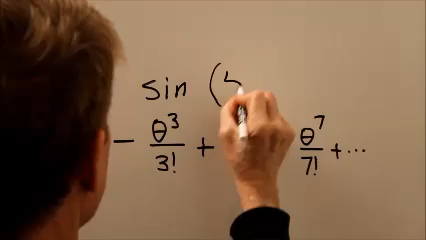 sin (
− θ³/3! + θ⁷/7! + ...